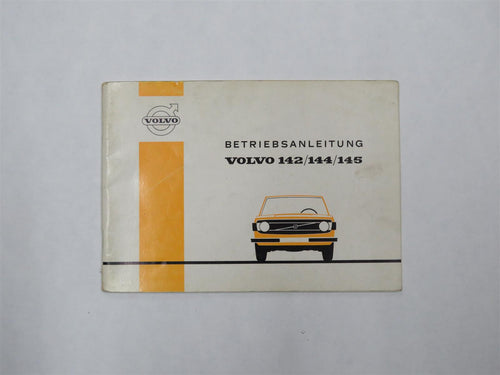 VOLVO
BETRIEBSANLEITUNG
VOLVO 142/144/145